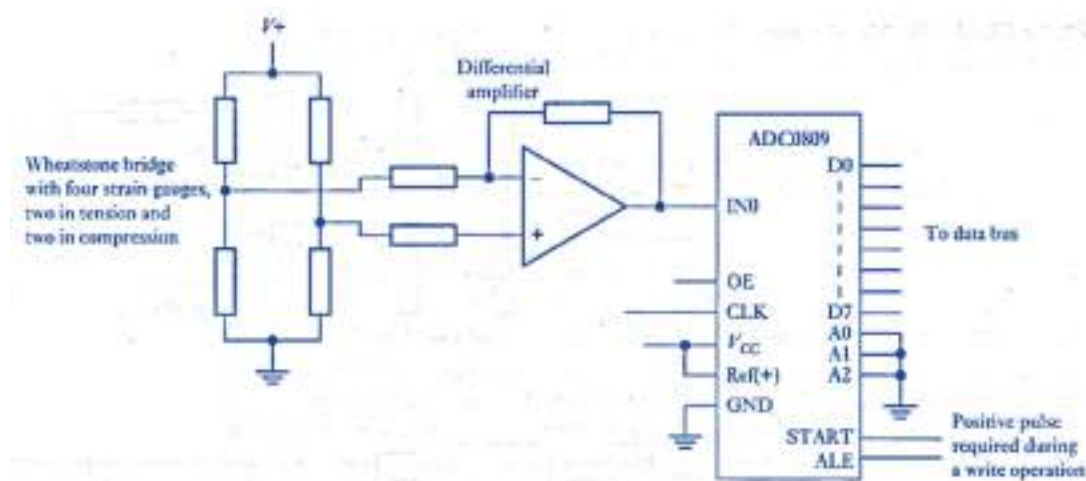 V+
Differential
amplifier
Wheatstone bridge
with four strain gauges,
two in tension and
two in compression
-
+
ADC0809
IN0
OE
CLK
VCC
Ref(+)
GND
D0
D7
A0
A1
A2
START
ALE
To data bus
Positive pulse
required during
a write operation